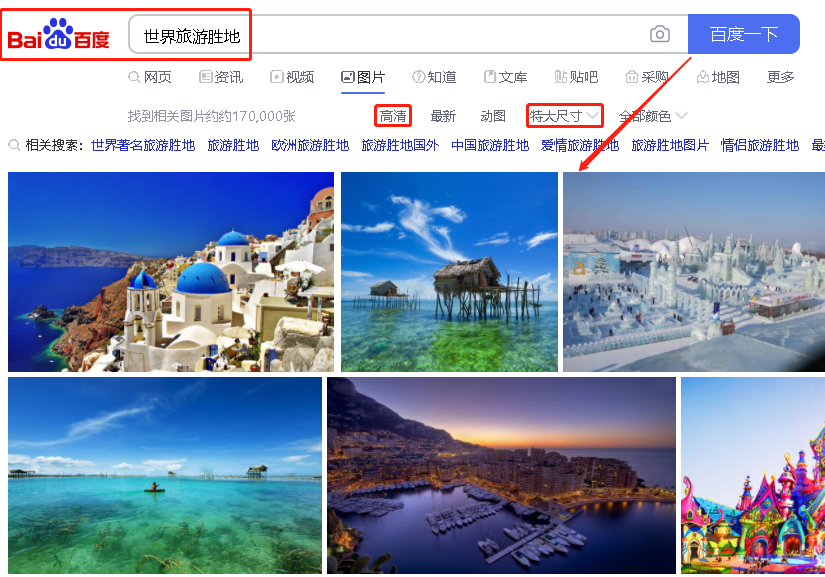 Bai du 百度 世界旅游胜地 百度一下
网页 资讯 视频 图片 知道 文库 贴吧 采购 地图 更多
找到相关图片约约170,000张 高清 最新 动图 特大尺寸 全部颜色
相关搜索: 世界著名旅游胜地 旅游胜地 欧洲旅游胜地 旅游胜地国外 中国旅游胜地 爱情旅游胜地 旅游胜地图片 情侣旅游胜地 最